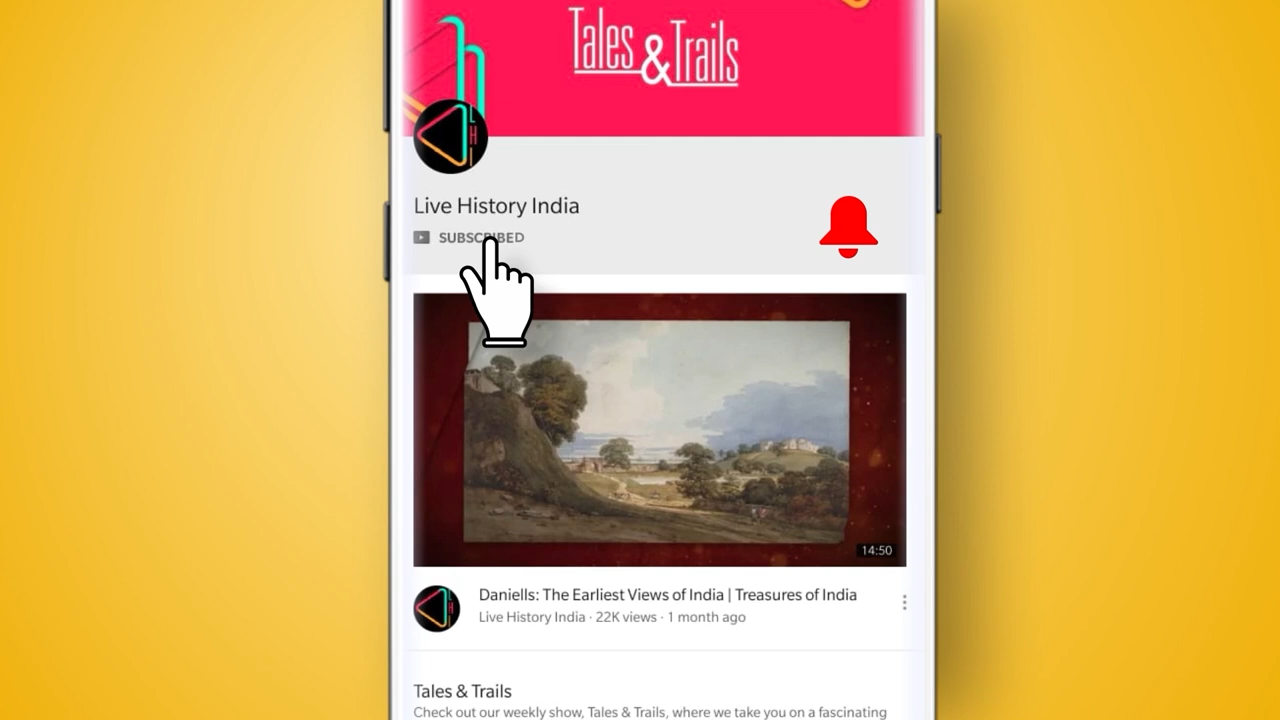 Tales & Trails
LHI
Live History India
SUBSCRIBED
14:50
Daniells: The Earliest Views of India | Treasures of India
LHI
Live History India · 22K views · 1 month ago
Tales & Trails
Check out our weekly show, Tales & Trails, where we take you on a fascinating